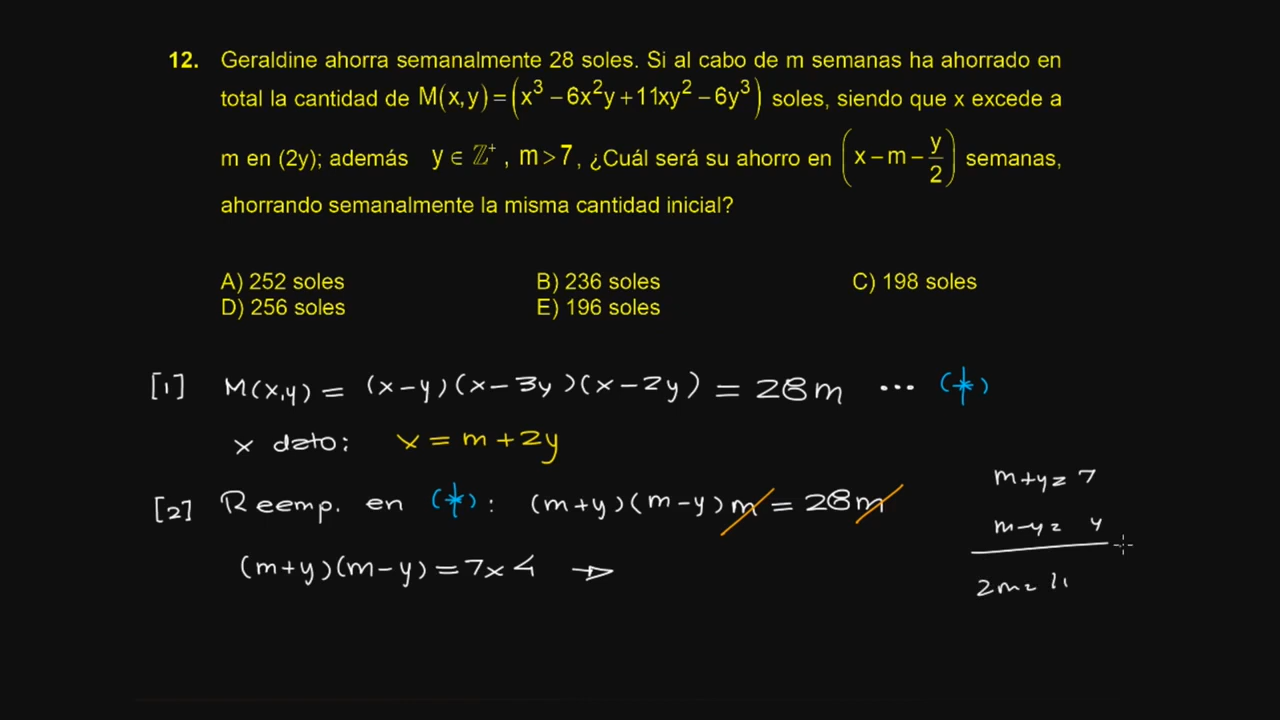 12. Geraldine ahorra semanalmente 28 soles. Si al cabo de m semanas ha ahorrado en
total la cantidad de M(x,y)=(x³ − 6x²y + 11xy² − 6y³) soles, siendo que x excede a
m en (2y); además y ∈ ℤ⁺, m > 7, ¿Cuál será su ahorro en (x − m − y/2) semanas,
ahorrando semanalmente la misma cantidad inicial?
A) 252 soles B) 236 soles C) 198 soles
D) 256 soles E) 196 soles
[1] M(x,y) = (x−y)(x−3y)(x−2y) = 28m ... (*)
x dato: x = m + 2y
[2] Reemp. en (*): (m+y)(m−y)m = 28m
(m+y)(m−y) = 7x4 →
m+y = 7
m−y = 4
2m = 11